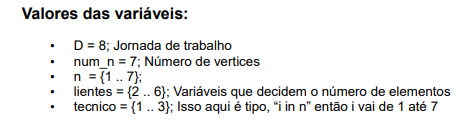 Valores das variáveis:
• D = 8; Jornada de trabalho
• num_n = 7; Número de vertices
• n = {1 .. 7};
• lientes = {2 .. 6}; Variáveis que decidem o número de elementos
• tecnico = {1 .. 3}; Isso aqui é tipo, “i in n” então i vai de 1 até 7